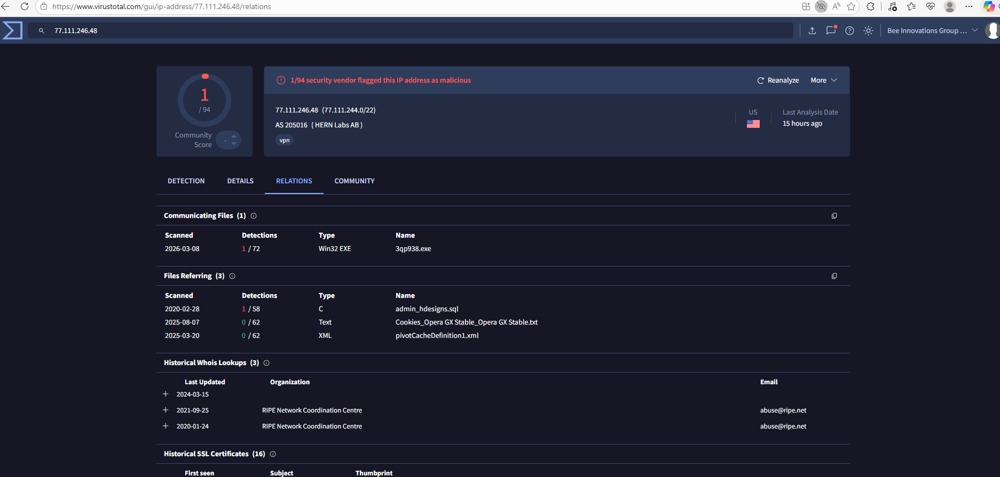 https://www.virustotal.com/gui/ip-address/77.111.246.48/relations
77.111.246.48
Bee Innovations Group ...
1
/ 94
Community
Score
1/94 security vendor flagged this IP address as malicious
Reanalyze
More
77.111.246.48 (77.111.244.0/22)
AS 205016 ( HERN Labs AB )
vpn
US
Last Analysis Date
15 hours ago
DETECTION DETAILS RELATIONS COMMUNITY
Communicating Files (1)
Scanned Detections Type Name
2026-03-08 1 / 72 Win32 EXE 3qp938.exe
Files Referring (3)
Scanned Detections Type Name
2020-02-28 1 / 58 C admin_hdesigns.sql
2025-08-07 0 / 62 Text Cookies_Opera GX Stable_Opera GX Stable.txt
2025-03-20 0 / 62 XML pivotCacheDefinition1.xml
Historical Whois Lookups (3)
Last Updated Organization Email
+ 2024-03-15
+ 2021-09-25 RIPE Network Coordination Centre abuse@ripe.net
+ 2020-01-24 RIPE Network Coordination Centre abuse@ripe.net
Historical SSL Certificates (16)
First seen Subject Thumbprint